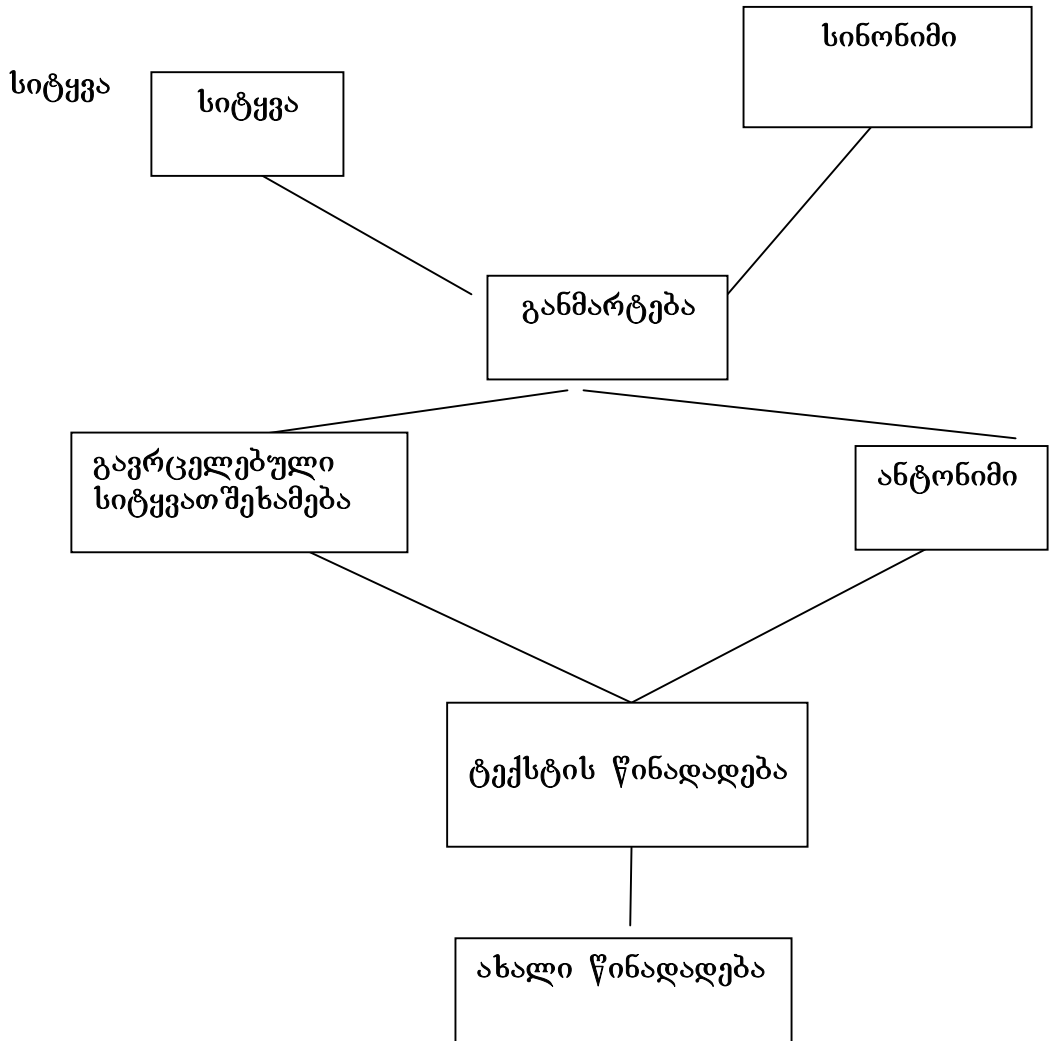 სინონიმი
სიტყვა
სიტყვა
განმარტება
გავრცელებული
სიტყვათშეხამება
ანტონიმი
ტექსტის წინადადება
ახალი წინადადება